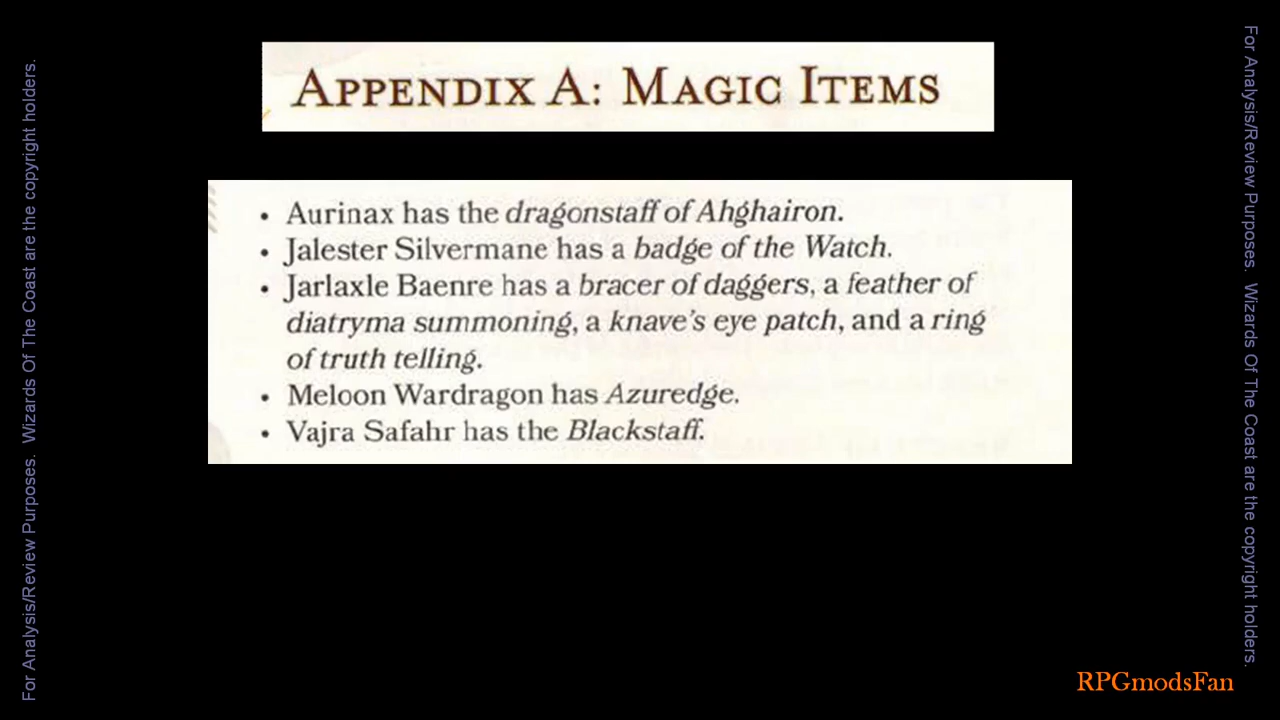 APPENDIX A: MAGIC ITEMS
• Aurinax has the dragonstaff of Ahghairon.
• Jalester Silvermane has a badge of the Watch.
• Jarlaxle Baenre has a bracer of daggers, a feather of
diatryma summoning, a knave's eye patch, and a ring
of truth telling.
• Meloon Wardragon has Azuredge.
• Vajra Safahr has the Blackstaff.
For Analysis/Review Purposes. Wizards Of The Coast are the copyright holders.
For Analysis/Review Purposes. Wizards Of The Coast are the copyright holders.
RPGmodsFan